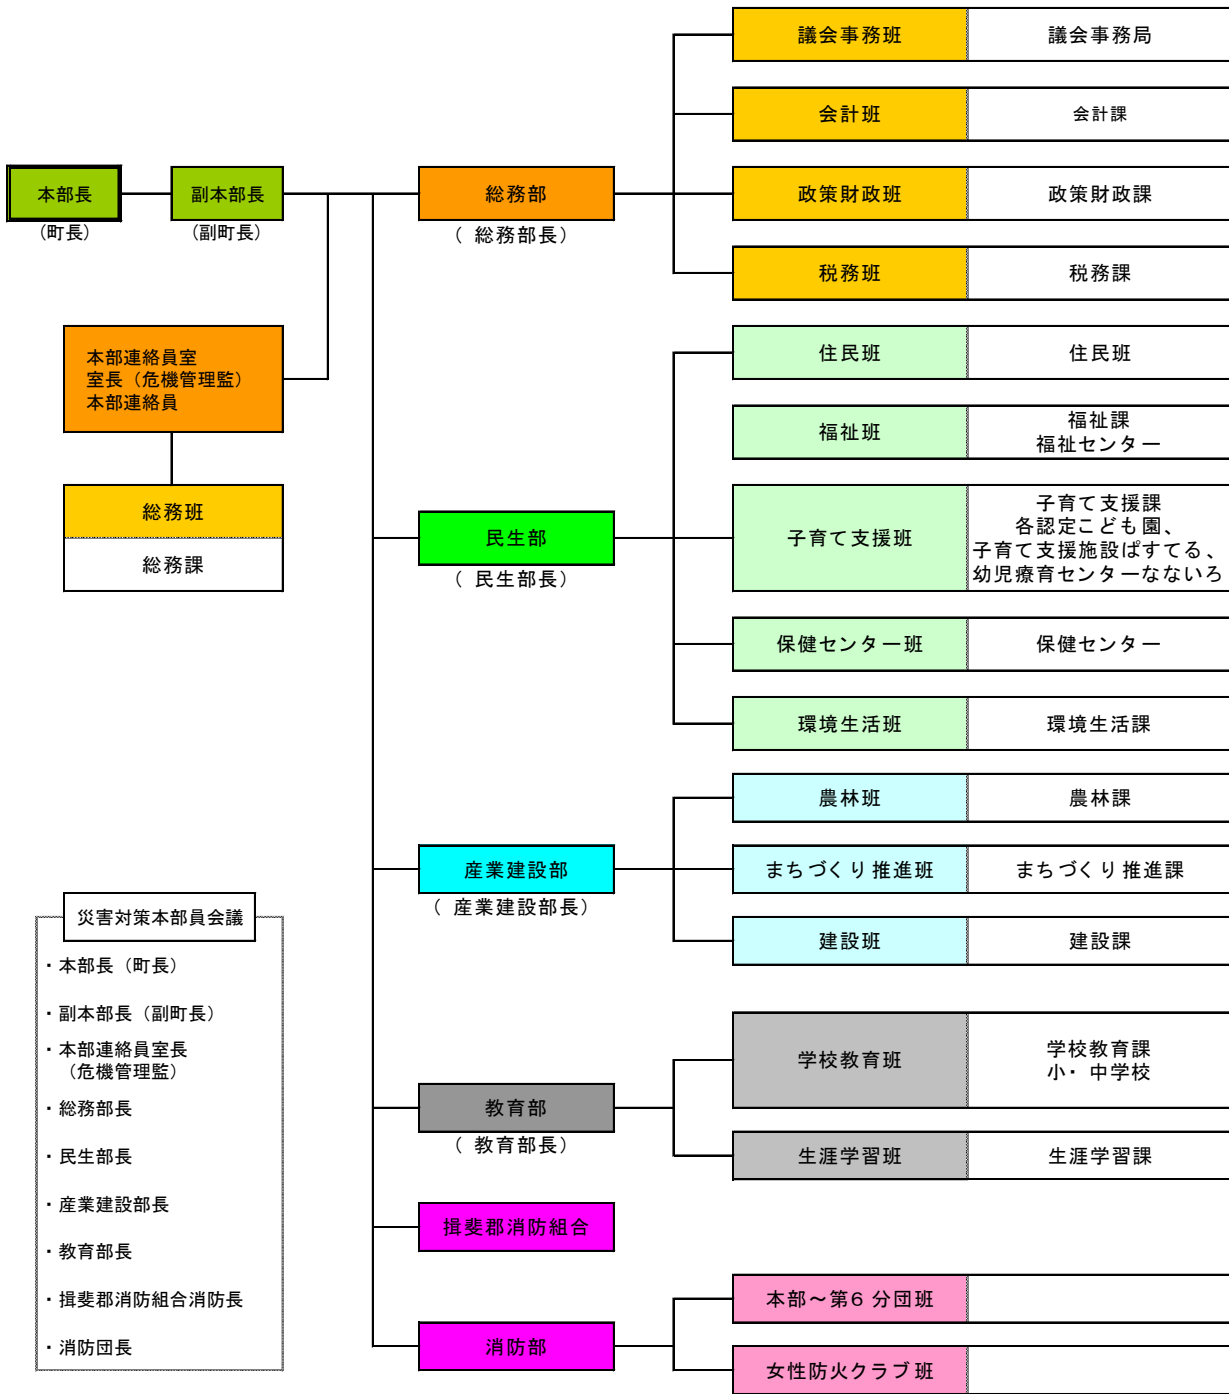 本部長
(町長)
副本部長
(副町長)
本部連絡員室
室長（危機管理監）
本部連絡員
総務班
総務課
総務部
（総務部長）
議会事務班
議会事務局
会計班
会計課
政策財政班
政策財政課
税務班
税務課
民生部
（民生部長）
住民班
住民班
福祉班
福祉課
福祉センター
子育て支援班
子育て支援課
各認定こども園、
子育て支援施設ぱすてる、
幼児療育センターなないろ
保健センター班
保健センター
環境生活班
環境生活課
産業建設部
（産業建設部長）
農林班
農林課
まちづくり推進班
まちづくり推進課
建設班
建設課
教育部
（教育部長）
学校教育班
学校教育課
小・中学校
生涯学習班
生涯学習課
揖斐郡消防組合
消防部
本部～第6分団班
女性防火クラブ班
災害対策本部員会議
・本部長（町長）
・副本部長（副町長）
・本部連絡員室長
（危機管理監）
・総務部長
・民生部長
・産業建設部長
・教育部長
・揖斐郡消防組合消防長
・消防団長